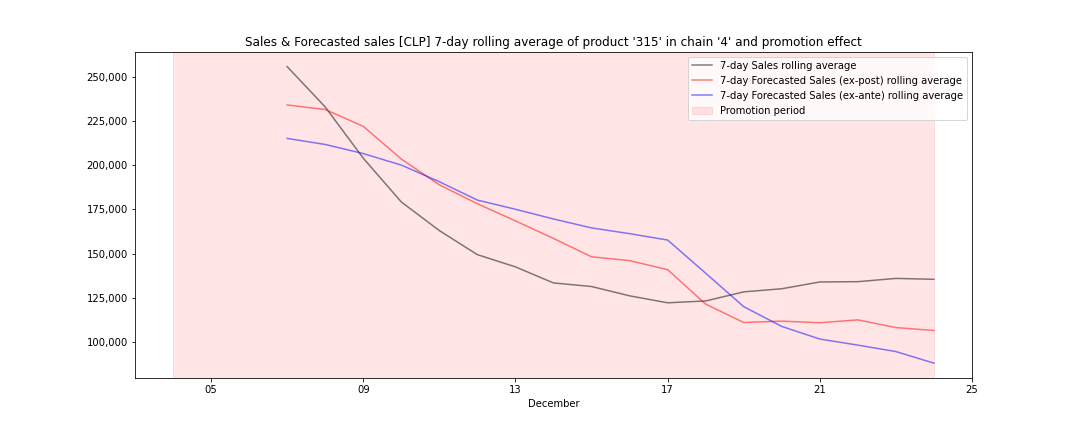 Sales & Forecasted sales [CLP] 7-day rolling average of product '315' in chain '4' and promotion effect
7-day Sales rolling average
7-day Forecasted Sales (ex-post) rolling average
7-day Forecasted Sales (ex-ante) rolling average
Promotion period
250,000
225,000
200,000
175,000
150,000
125,000
100,000
05 09 13 17 21 25
December